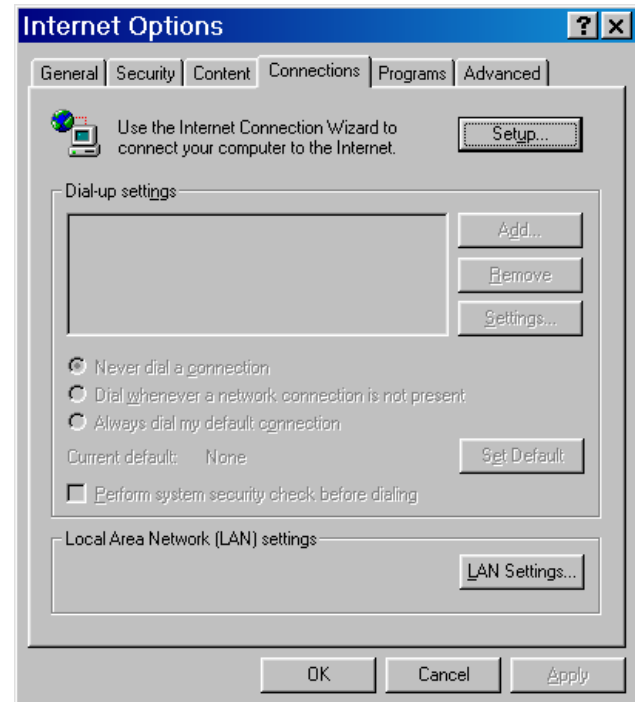 Internet Options
? ×
General Security Content Connections Programs Advanced
Use the Internet Connection Wizard to
connect your computer to the Internet.
Setup...
Dial-up settings
Add...
Remove
Settings...
Never dial a connection
Dial whenever a network connection is not present
Always dial my default connection
Current default: None
Set Default
Perform system security check before dialing
Local Area Network (LAN) settings
LAN Settings...
OK Cancel Apply